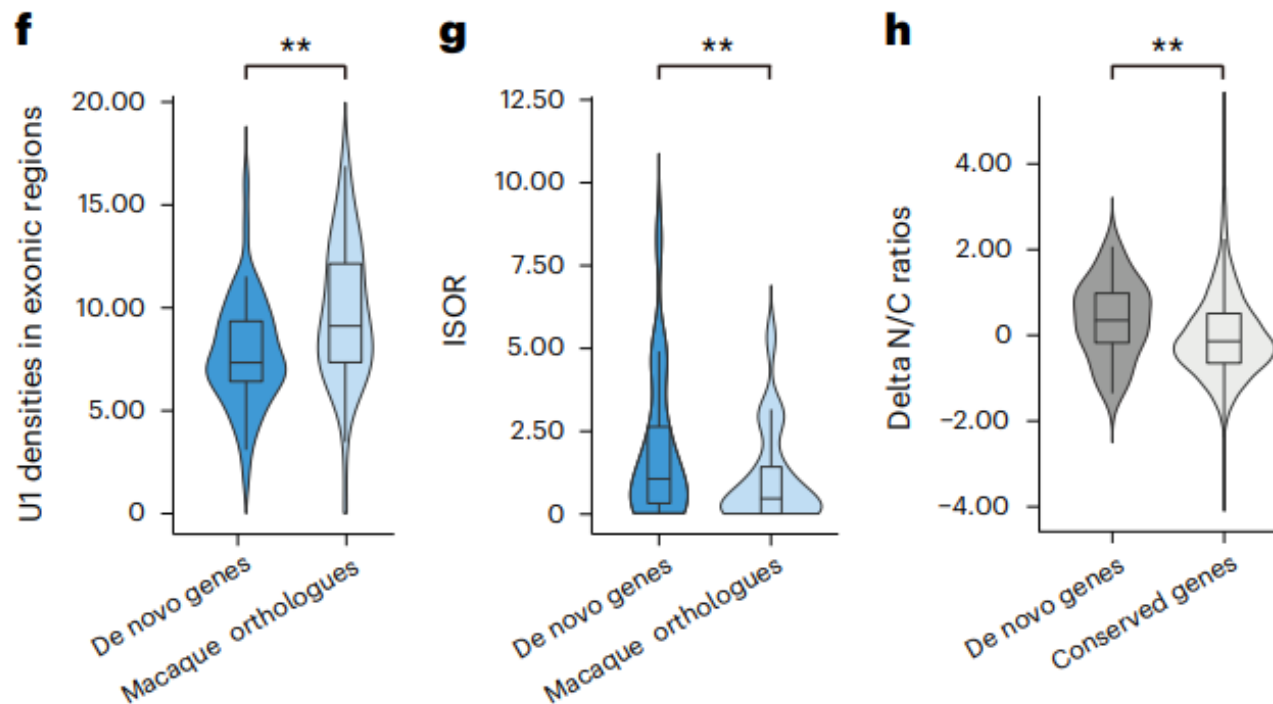 f
**
U1 densities in exonic regions
20.00
15.00
10.00
5.00
0
De novo genes
Macaque orthologues
g
**
ISOR
12.50
10.00
7.50
5.00
2.50
0
De novo genes
Macaque orthologues
h
**
Delta N/C ratios
4.00
2.00
0
−2.00
−4.00
De novo genes
Conserved genes